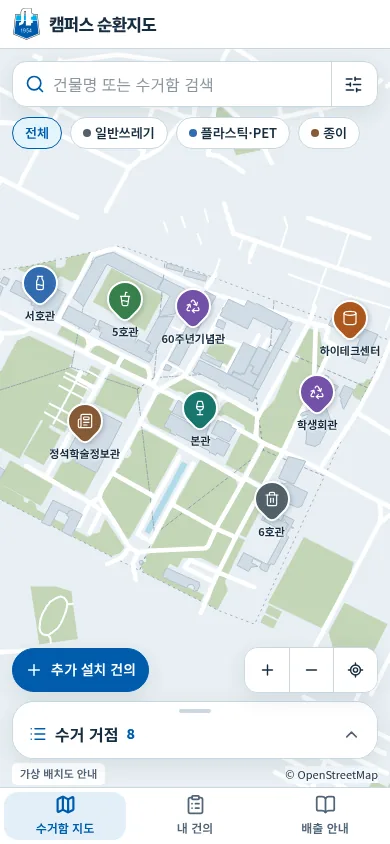 1954
캠퍼스 순환지도
건물명 또는 수거함 검색
전체
일반쓰레기
플라스틱·PET
종이
서호관
5호관
60주년기념관
하이테크센터
학생회관
본관
정석학술정보관
6호관
추가 설치 건의
수거 거점 8
가상 배치도 안내
© OpenStreetMap
수거함 지도
내 건의
배출 안내